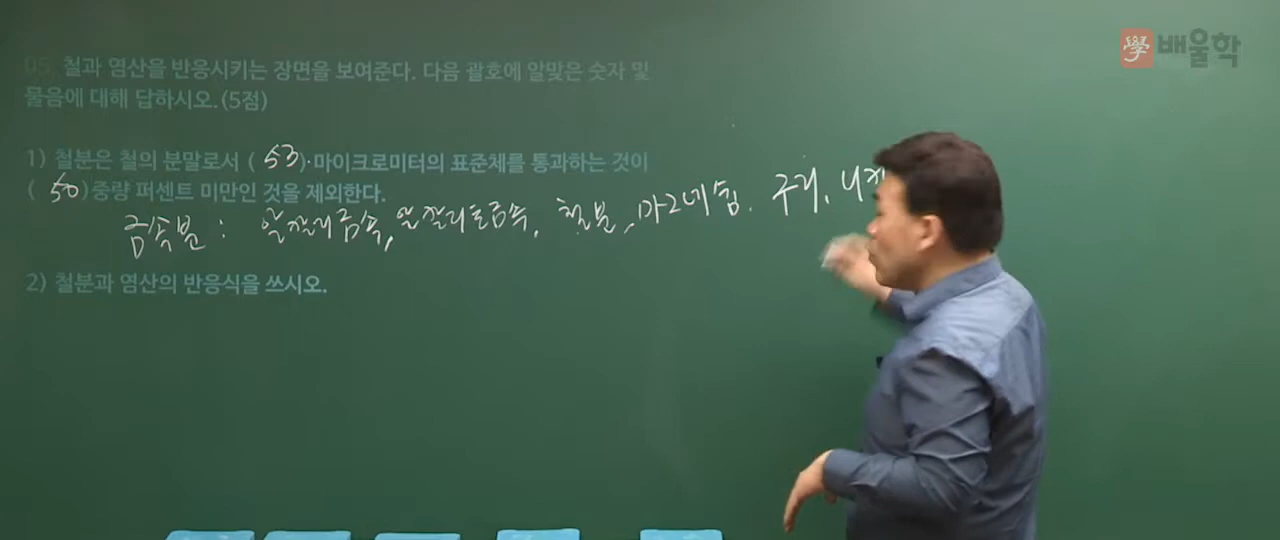 學 배울학
05. 철과 염산을 반응시키는 장면을 보여준다. 다음 괄호에 알맞은 숫자 및
물음에 대해 답하시오.(5점)
1) 철분은 철의 분말로서 ( 53 )·마이크로미터의 표준체를 통과하는 것이
( 50 )중량 퍼센트 미만인 것을 제외한다.
금속분 : 알칼리금속, 알칼리토금속, 철분, 마그네슘, 구리, 니켈
2) 철분과 염산의 반응식을 쓰시오.